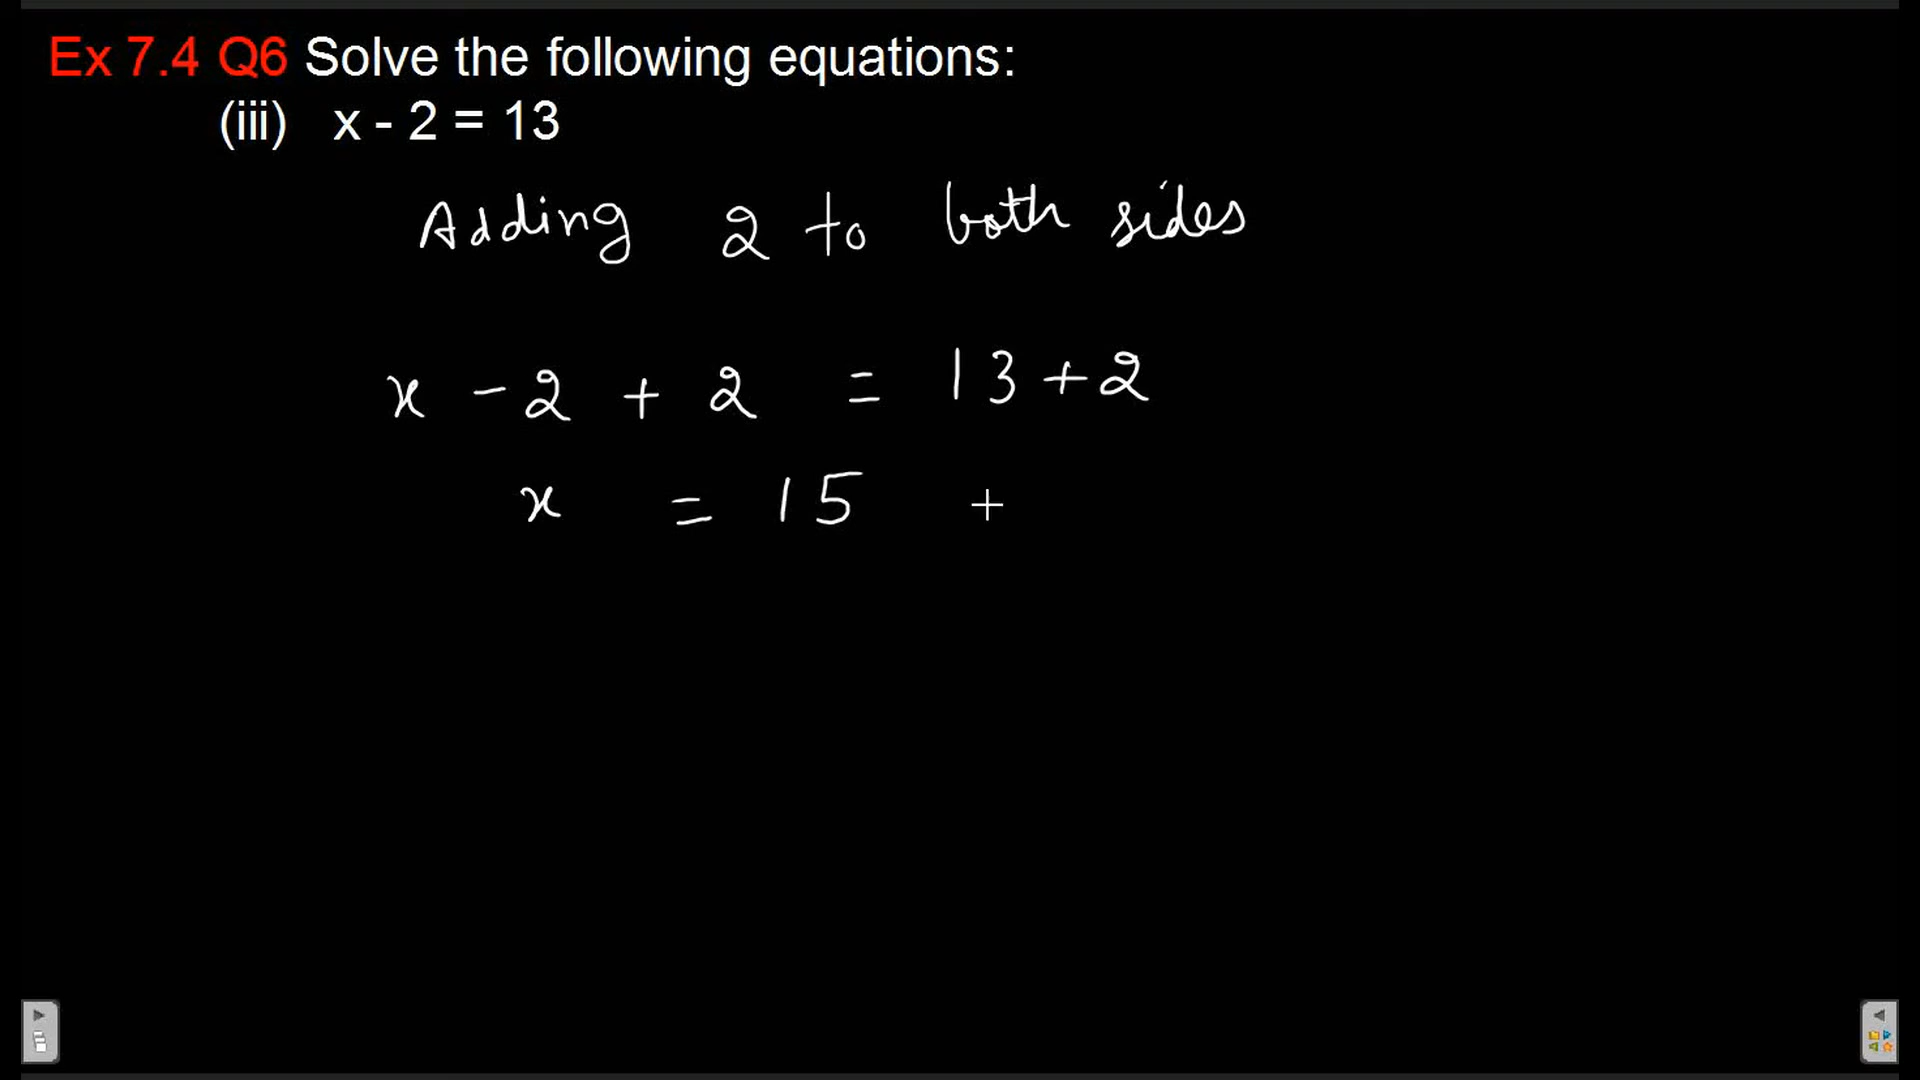 Ex 7.4 Q6 Solve the following equations:
(iii) x - 2 = 13
Adding 2 to both sides
x - 2 + 2 = 13 + 2
x = 15